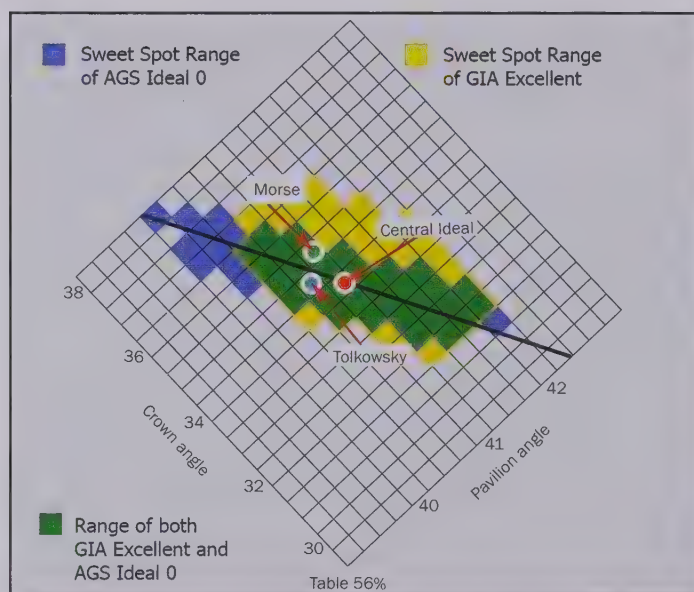 Sweet Spot Range
of AGS Ideal 0
Sweet Spot Range
of GIA Excellent
Morse
Central Ideal
Tolkowsky
38
36
34
32
30
Crown angle
42
41
40
Pavilion angle
Range of both
GIA Excellent and
AGS Ideal 0
Table 56%